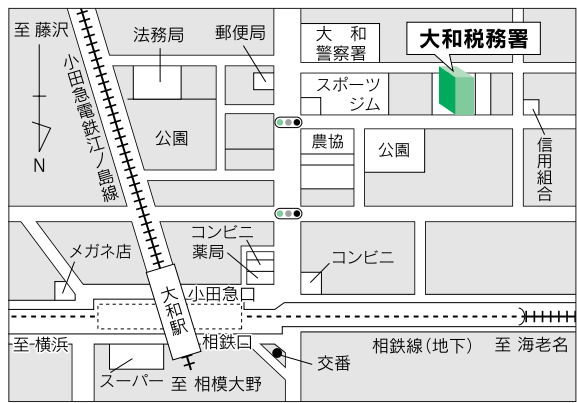 至 藤沢
法務局
郵便局
大和
警察署
大和税務署
スポーツ
ジム
小田急電鉄江ノ島線
公園
農協
公園
信用組合
N
メガネ店
コンビニ
薬局
コンビニ
小田急口
大和駅
至 横浜
相鉄口
相鉄線(地下)
至 海老名
交番
スーパー
至 相模大野